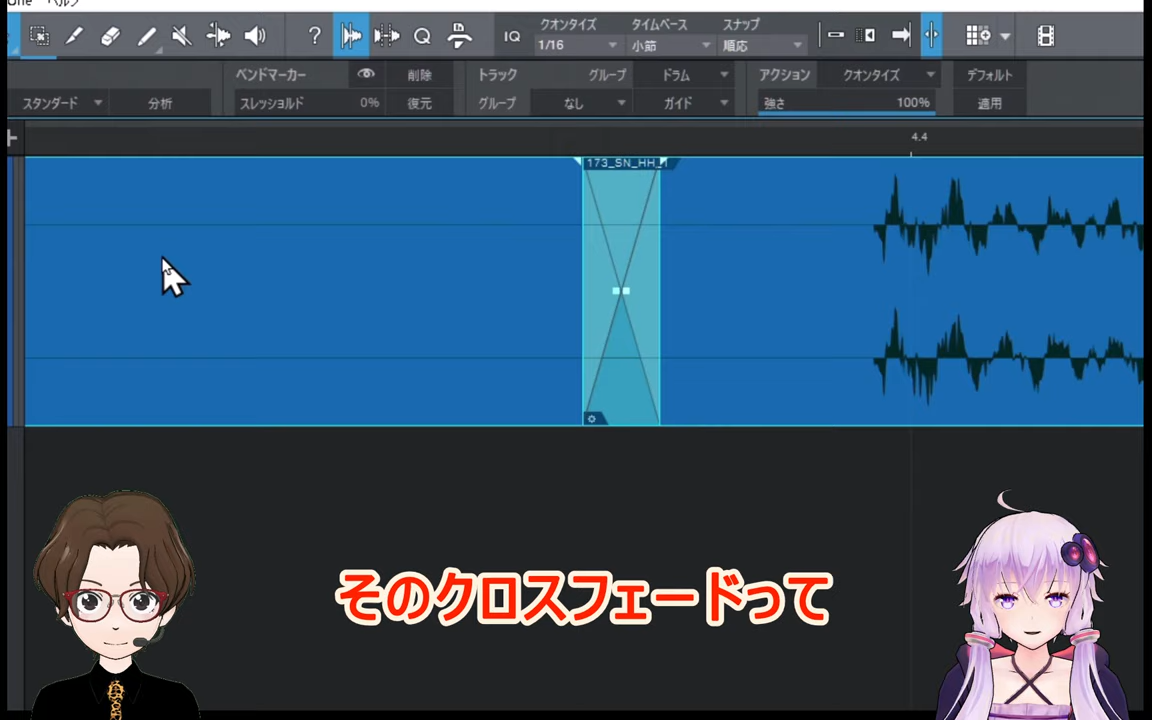 One ヘルプ
クオンタイズ タイムベース スナップ
? Q IQ 1/16 小節 順応
ベンドマーカー 削除 トラック グループ ドラム アクション クオンタイズ デフォルト
スタンダード 分析 スレッショルド 0% 復元 グループ なし ガイド 強さ 100% 適用
4.4
173_SN_HH_1
そのクロスフェードって